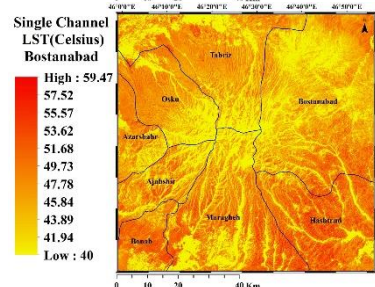 Single Channel
LST(Celsius)
Bostanabad
High : 59.47
57.52
55.57
53.62
51.68
49.73
47.78
45.84
43.89
41.94
Low : 40
46°0'0"E 46°10'0"E 46°20'0"E 46°30'0"E 46°40'0"E 46°50'0"E
Tabriz
Osku
Bostanabad
Azarshahr
Ajabshir
Maragheh
Hashtrud
Bonab
0 10 20 40 Km